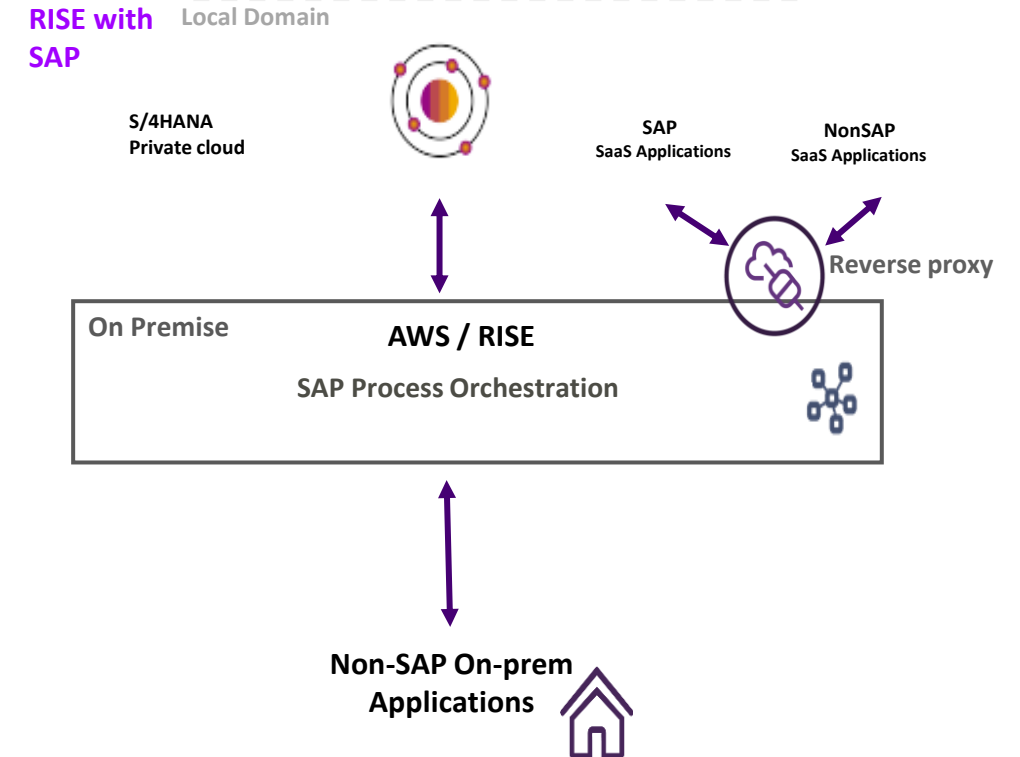 RISE with
SAP
Local Domain
S/4HANA
Private cloud
SAP
SaaS Applications
NonSAP
SaaS Applications
Reverse proxy
On Premise
AWS / RISE
SAP Process Orchestration
Non-SAP On-prem
Applications